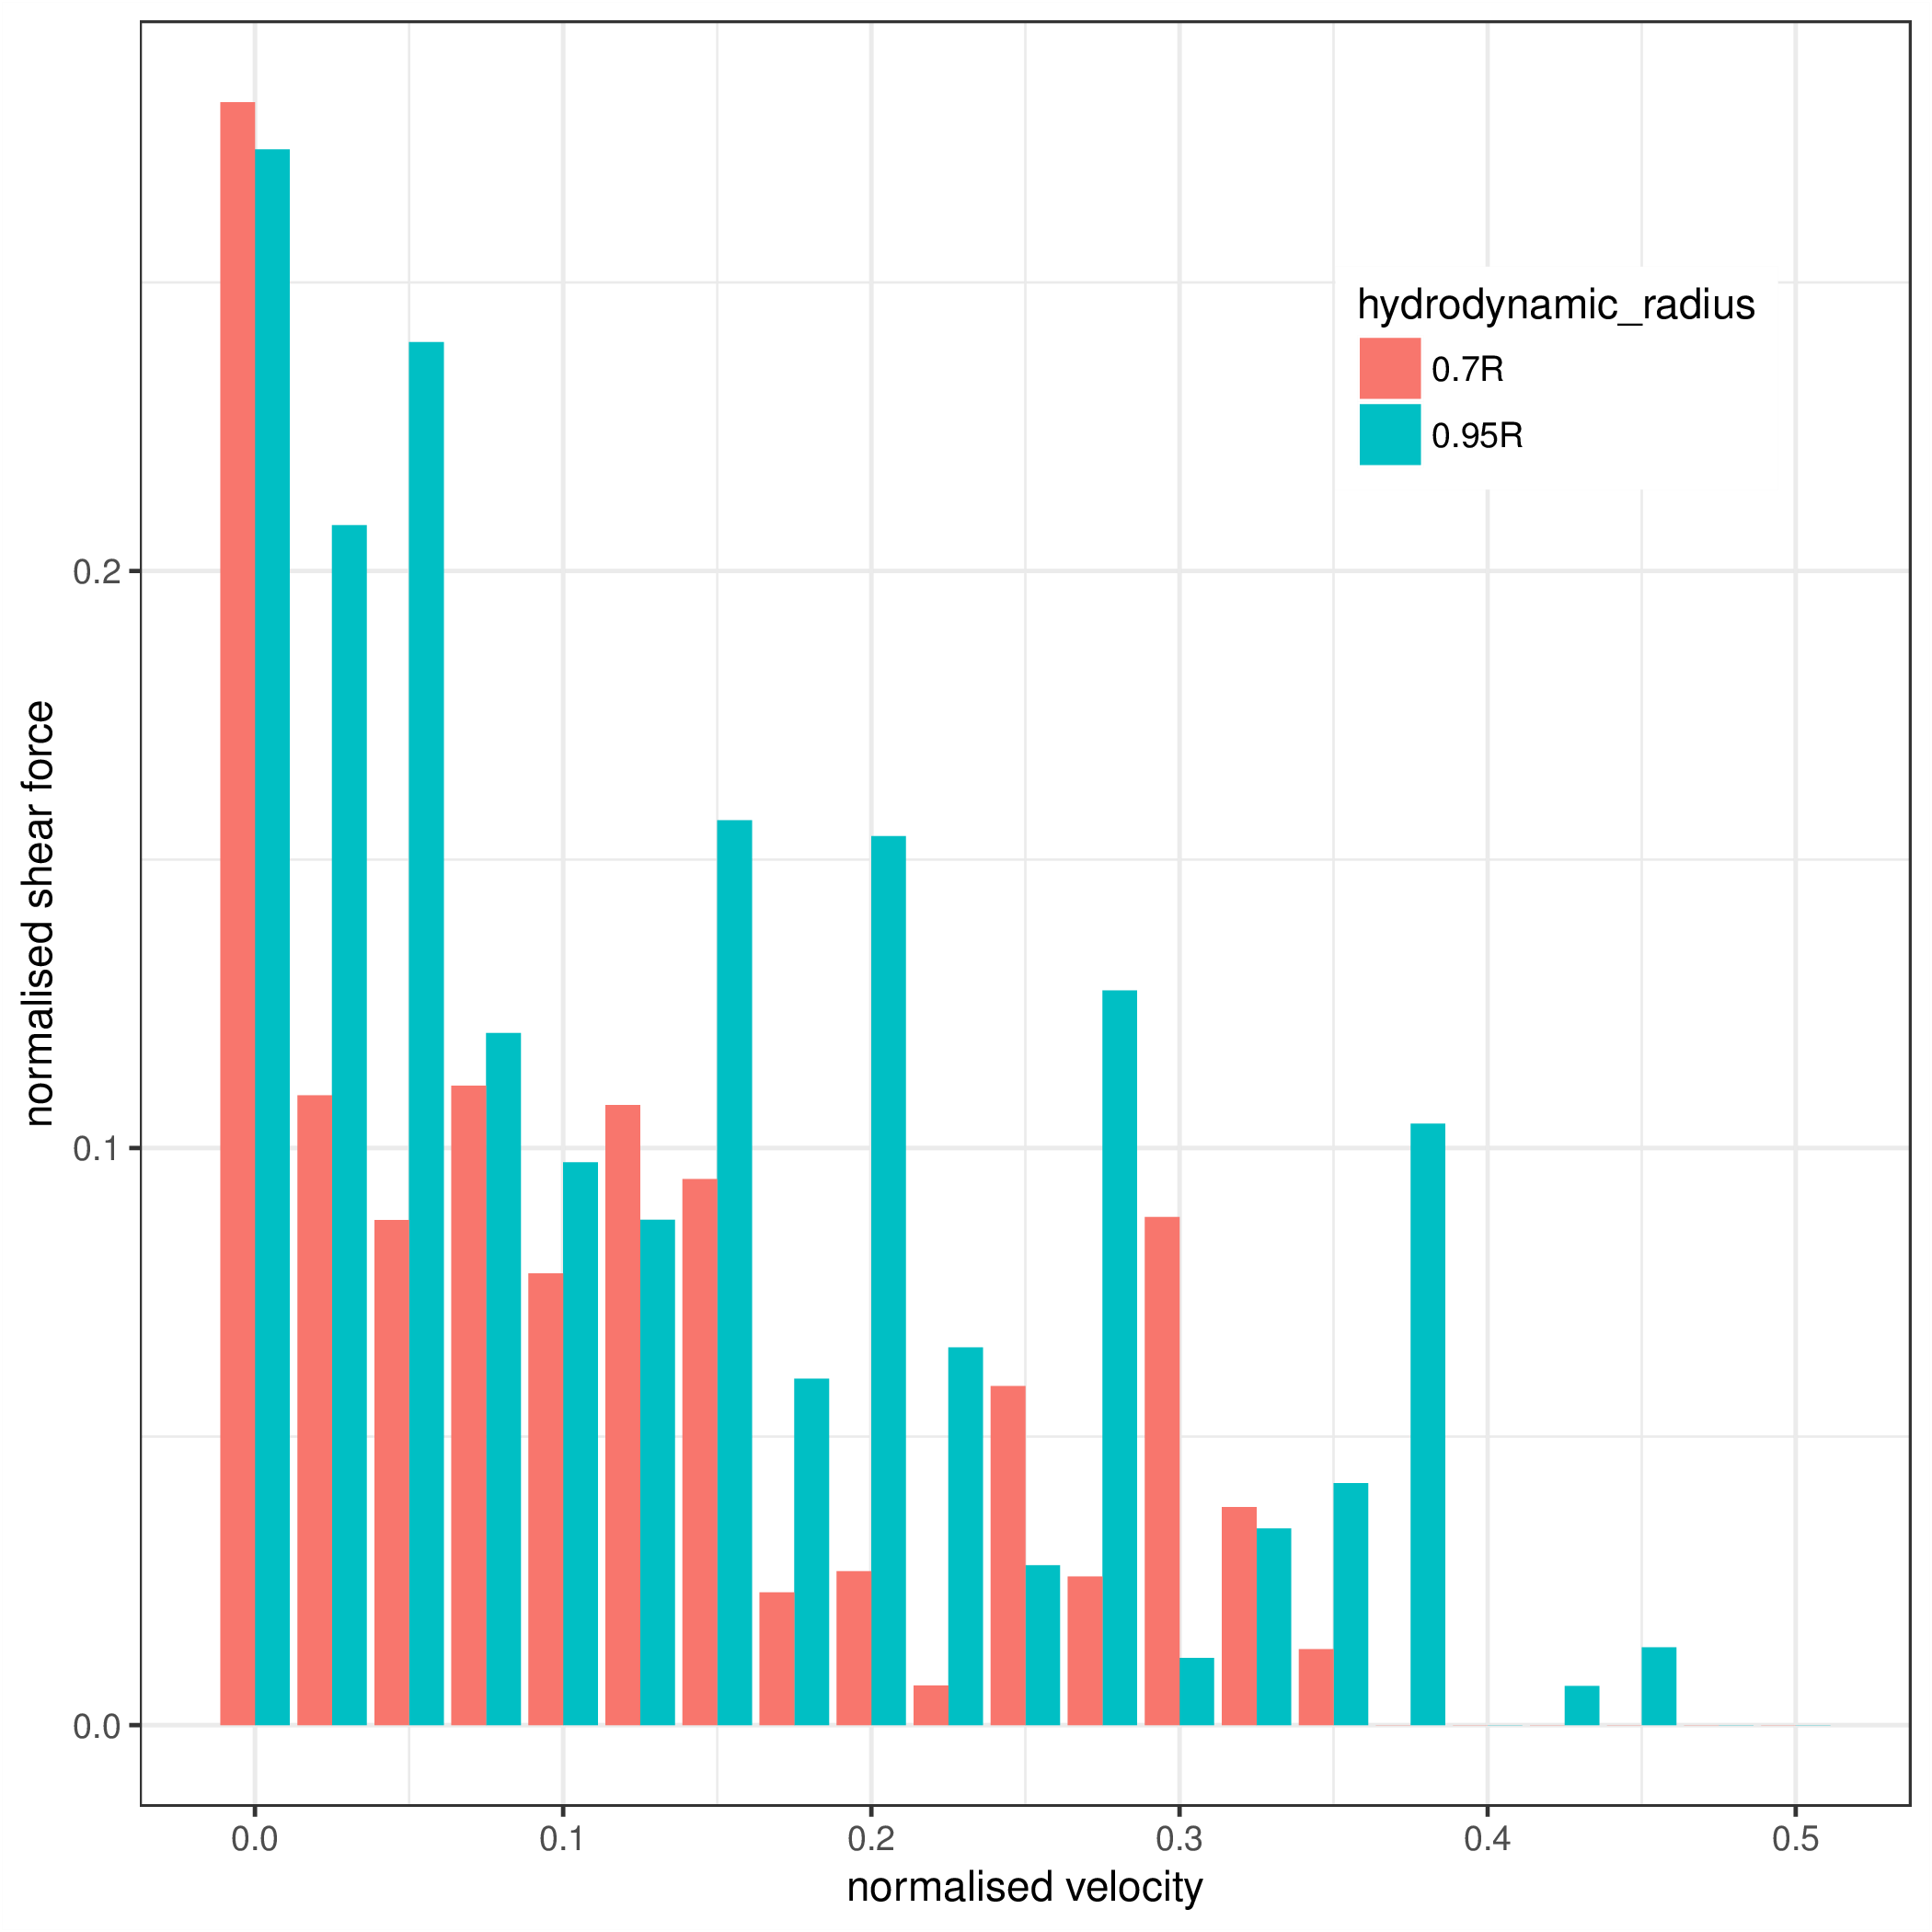 hydrodynamic_radius
0.7R
0.95R
normalised shear force
0.2
0.1
0.0
0.0 0.1 0.2 0.3 0.4 0.5
normalised velocity